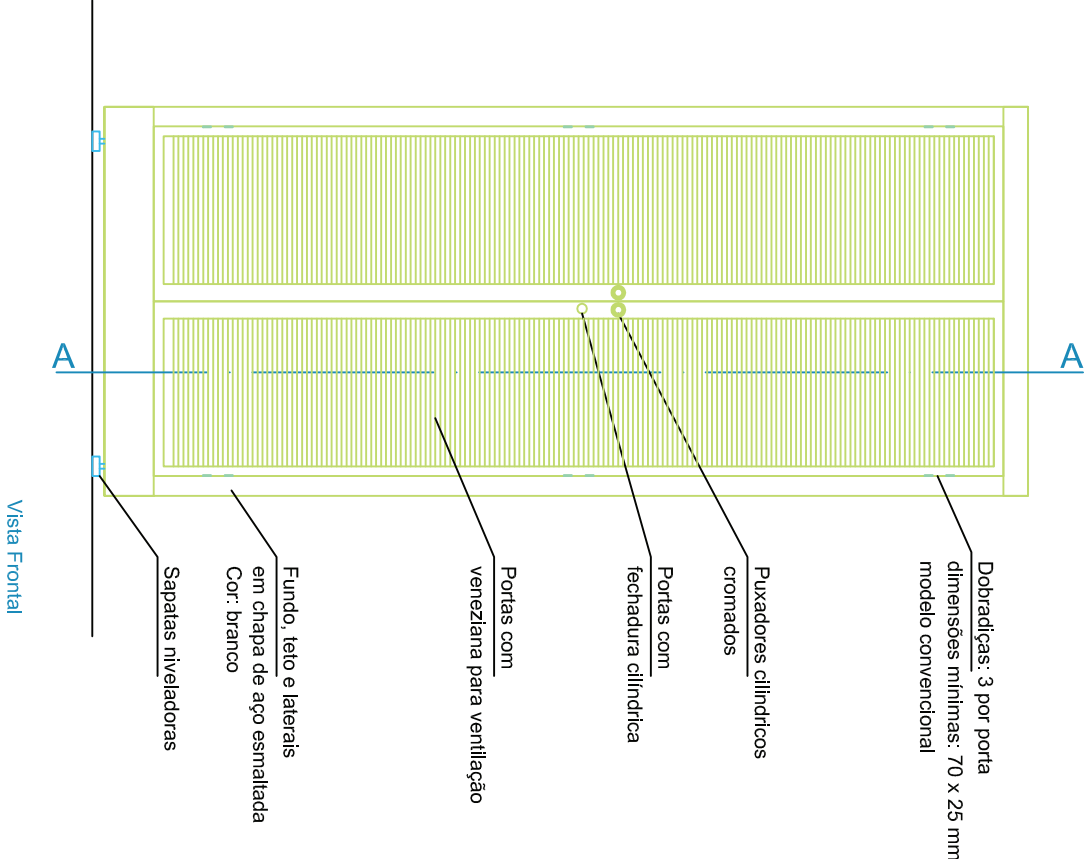 A
A
Dobradiças: 3 por porta
dimensões mínimas: 70 x 25 mm
modelo convencional
Puxadores cilindricos
cromados
Portas com
fechadura cilíndrica
Portas com
veneziana para ventilação
Fundo, teto e laterais
em chapa de aço esmaltada
Cor: branco
Sapatas niveladoras
Vista Frontal